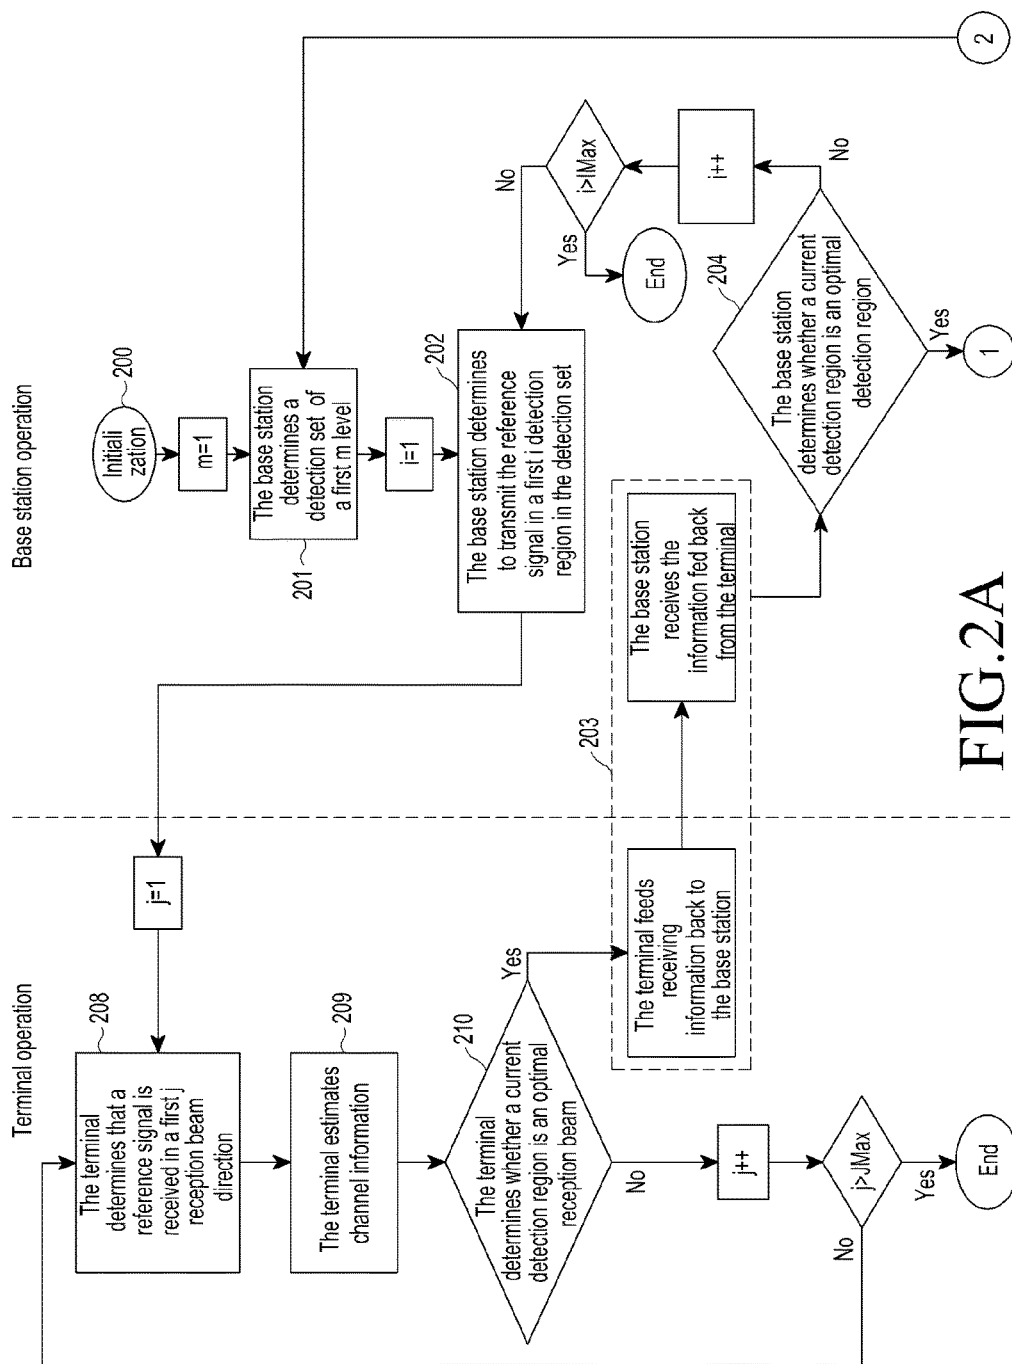 Base station operation
200
Initiali
zation
m=1
The base station
determines a
detection set of
a first m level
201
i=1
202
The base station determines
to transmit the reference
signal in a first i detection
region in the detection set
No
i>IMax
Yes
End
i++
No
204
The base station
determines whether a current
detection region is an optimal
detection region
Yes
1
2
The base station
receives the
information fed back
from the terminal
203
Terminal operation
j=1
208
The terminal
determines that a
reference signal is
received in a first j
reception beam
direction
209
The terminal estimates
channel information
210
The terminal
determines whether a current
detection region is an optimal
reception beam
Yes
The terminal feeds
receiving
information back to
the base station
No
j++
j>JMax
No
Yes
End
FIG.2A